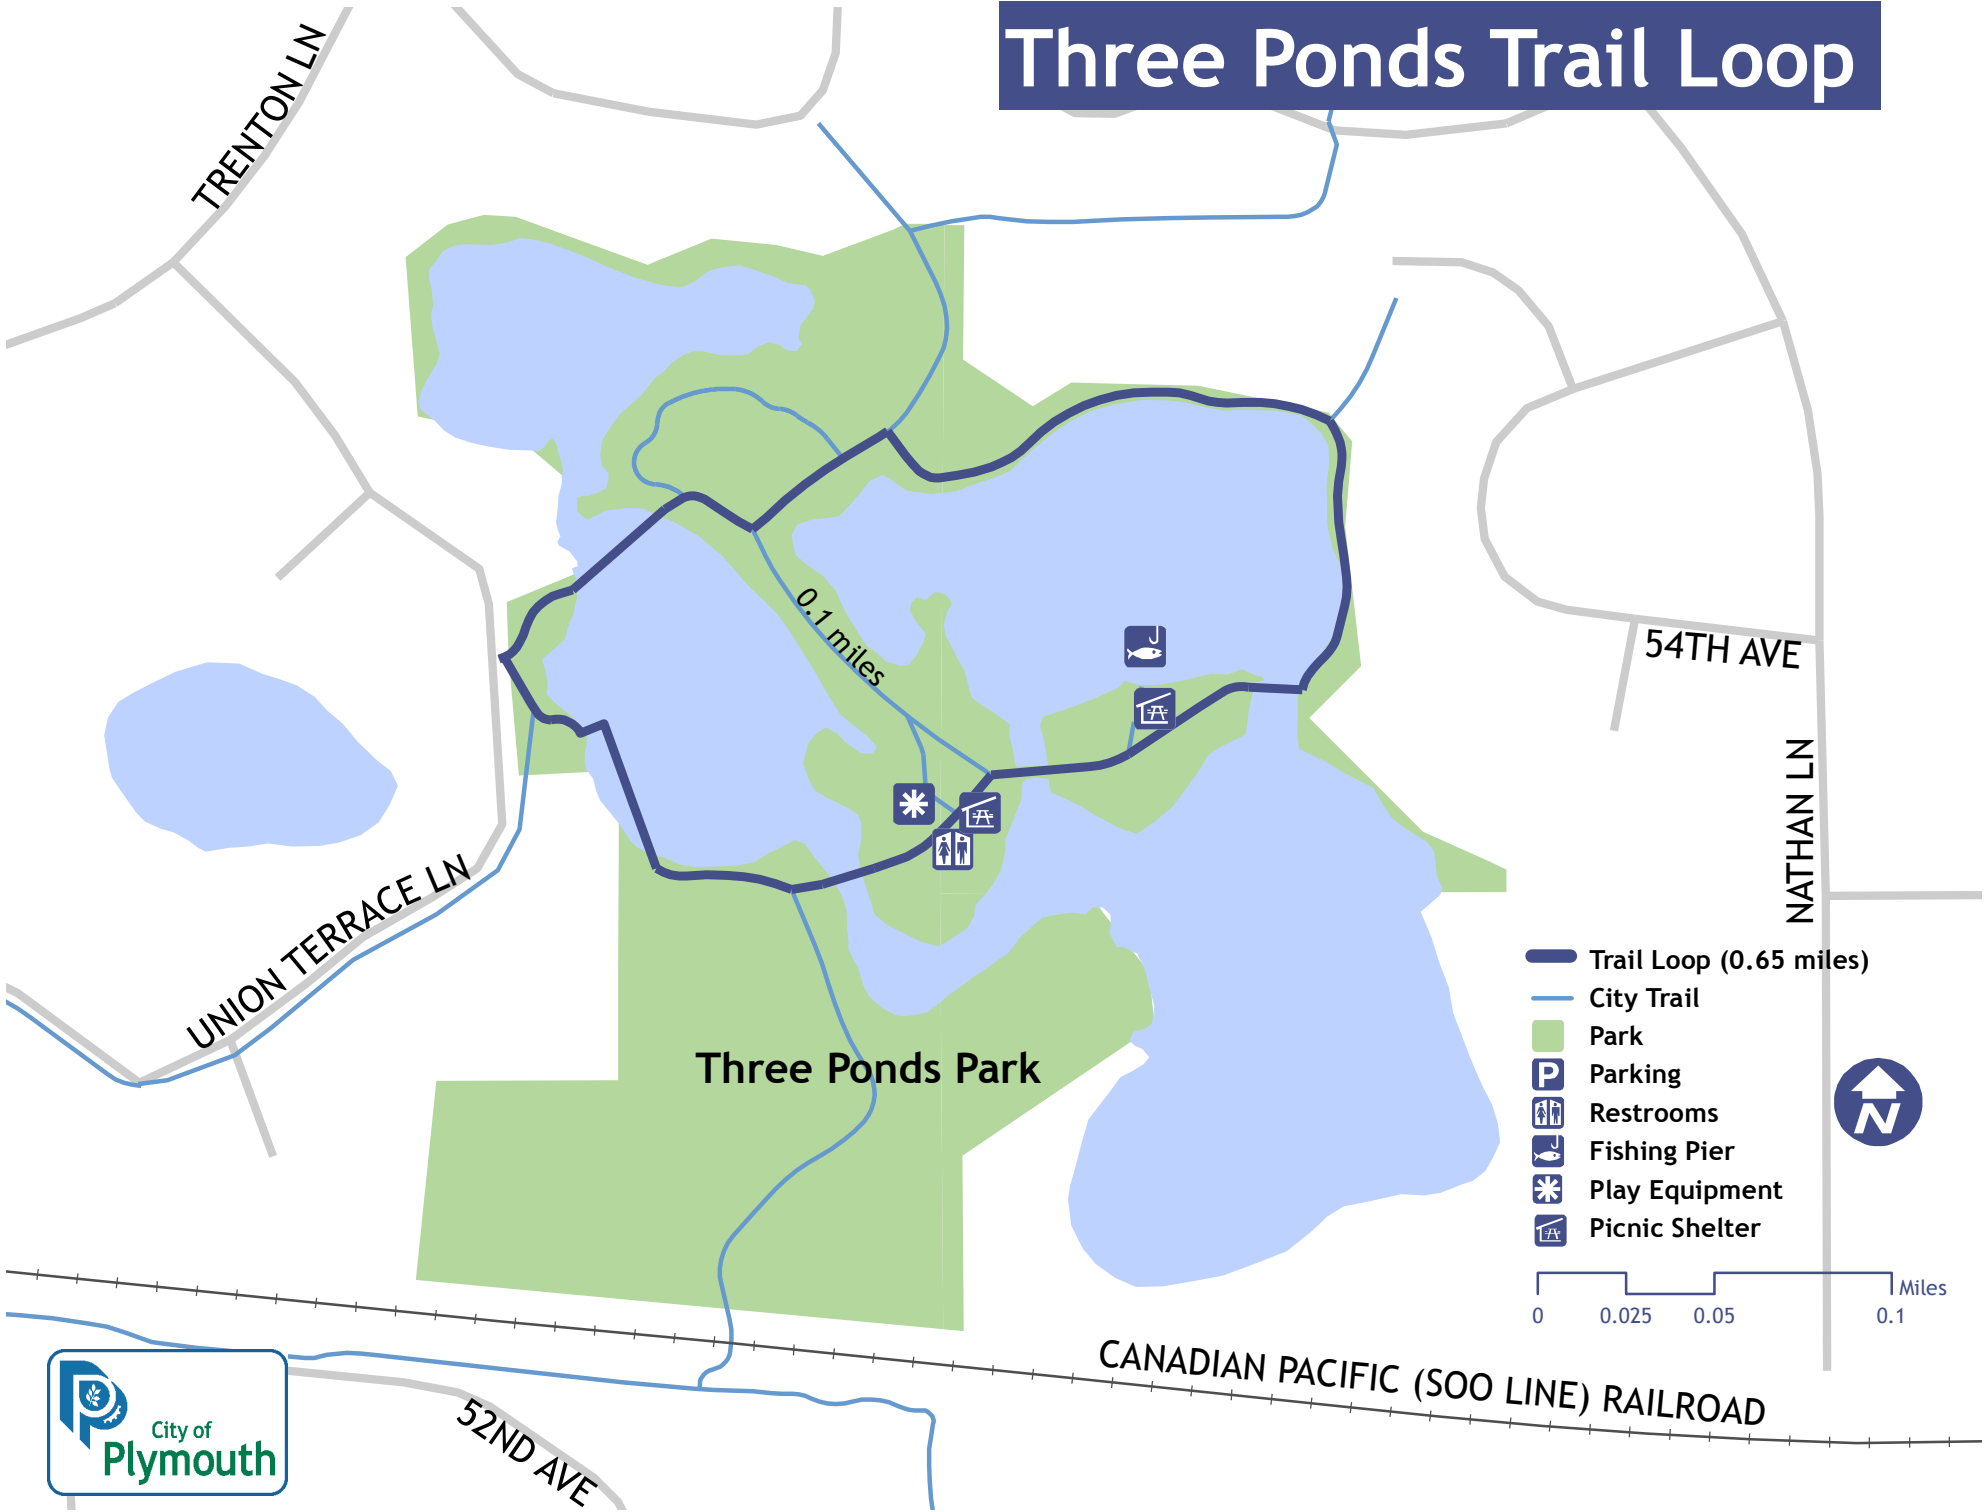 Three Ponds Trail Loop
TRENTON LN
0.1 miles
54TH AVE
NATHAN LN
UNION TERRACE LN
Three Ponds Park
Trail Loop (0.65 miles)
City Trail
Park
P Parking
Restrooms
Fishing Pier
Play Equipment
Picnic Shelter
N
Miles
0 0.025 0.05 0.1
CANADIAN PACIFIC (SOO LINE) RAILROAD
52ND AVE
City of
Plymouth